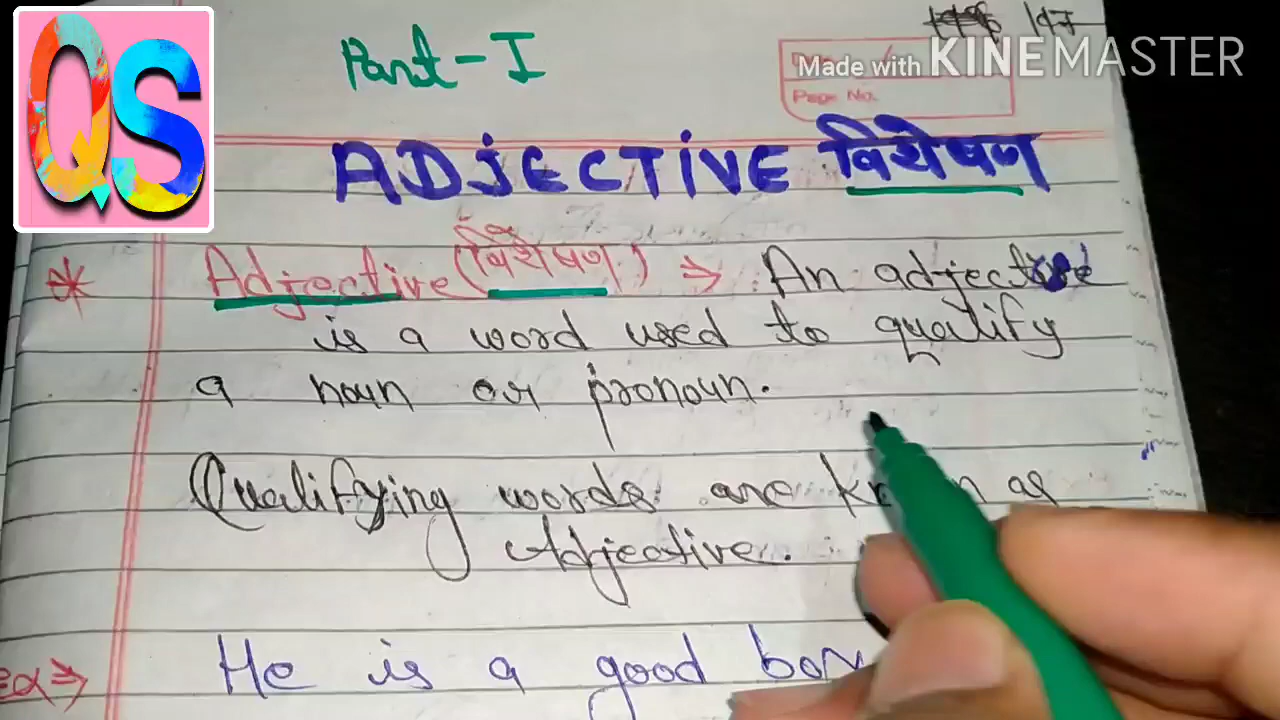 QS
Part-I
197
Made with KINEMASTER
Page No.
ADJECTIVE विशेषण
* Adjective (विशेषण) ⇒ An adjective
is a word used to qualify
a noun or pronoun.
Qualifying words are as
Adjective.
Ex ⇒ He is a good boy